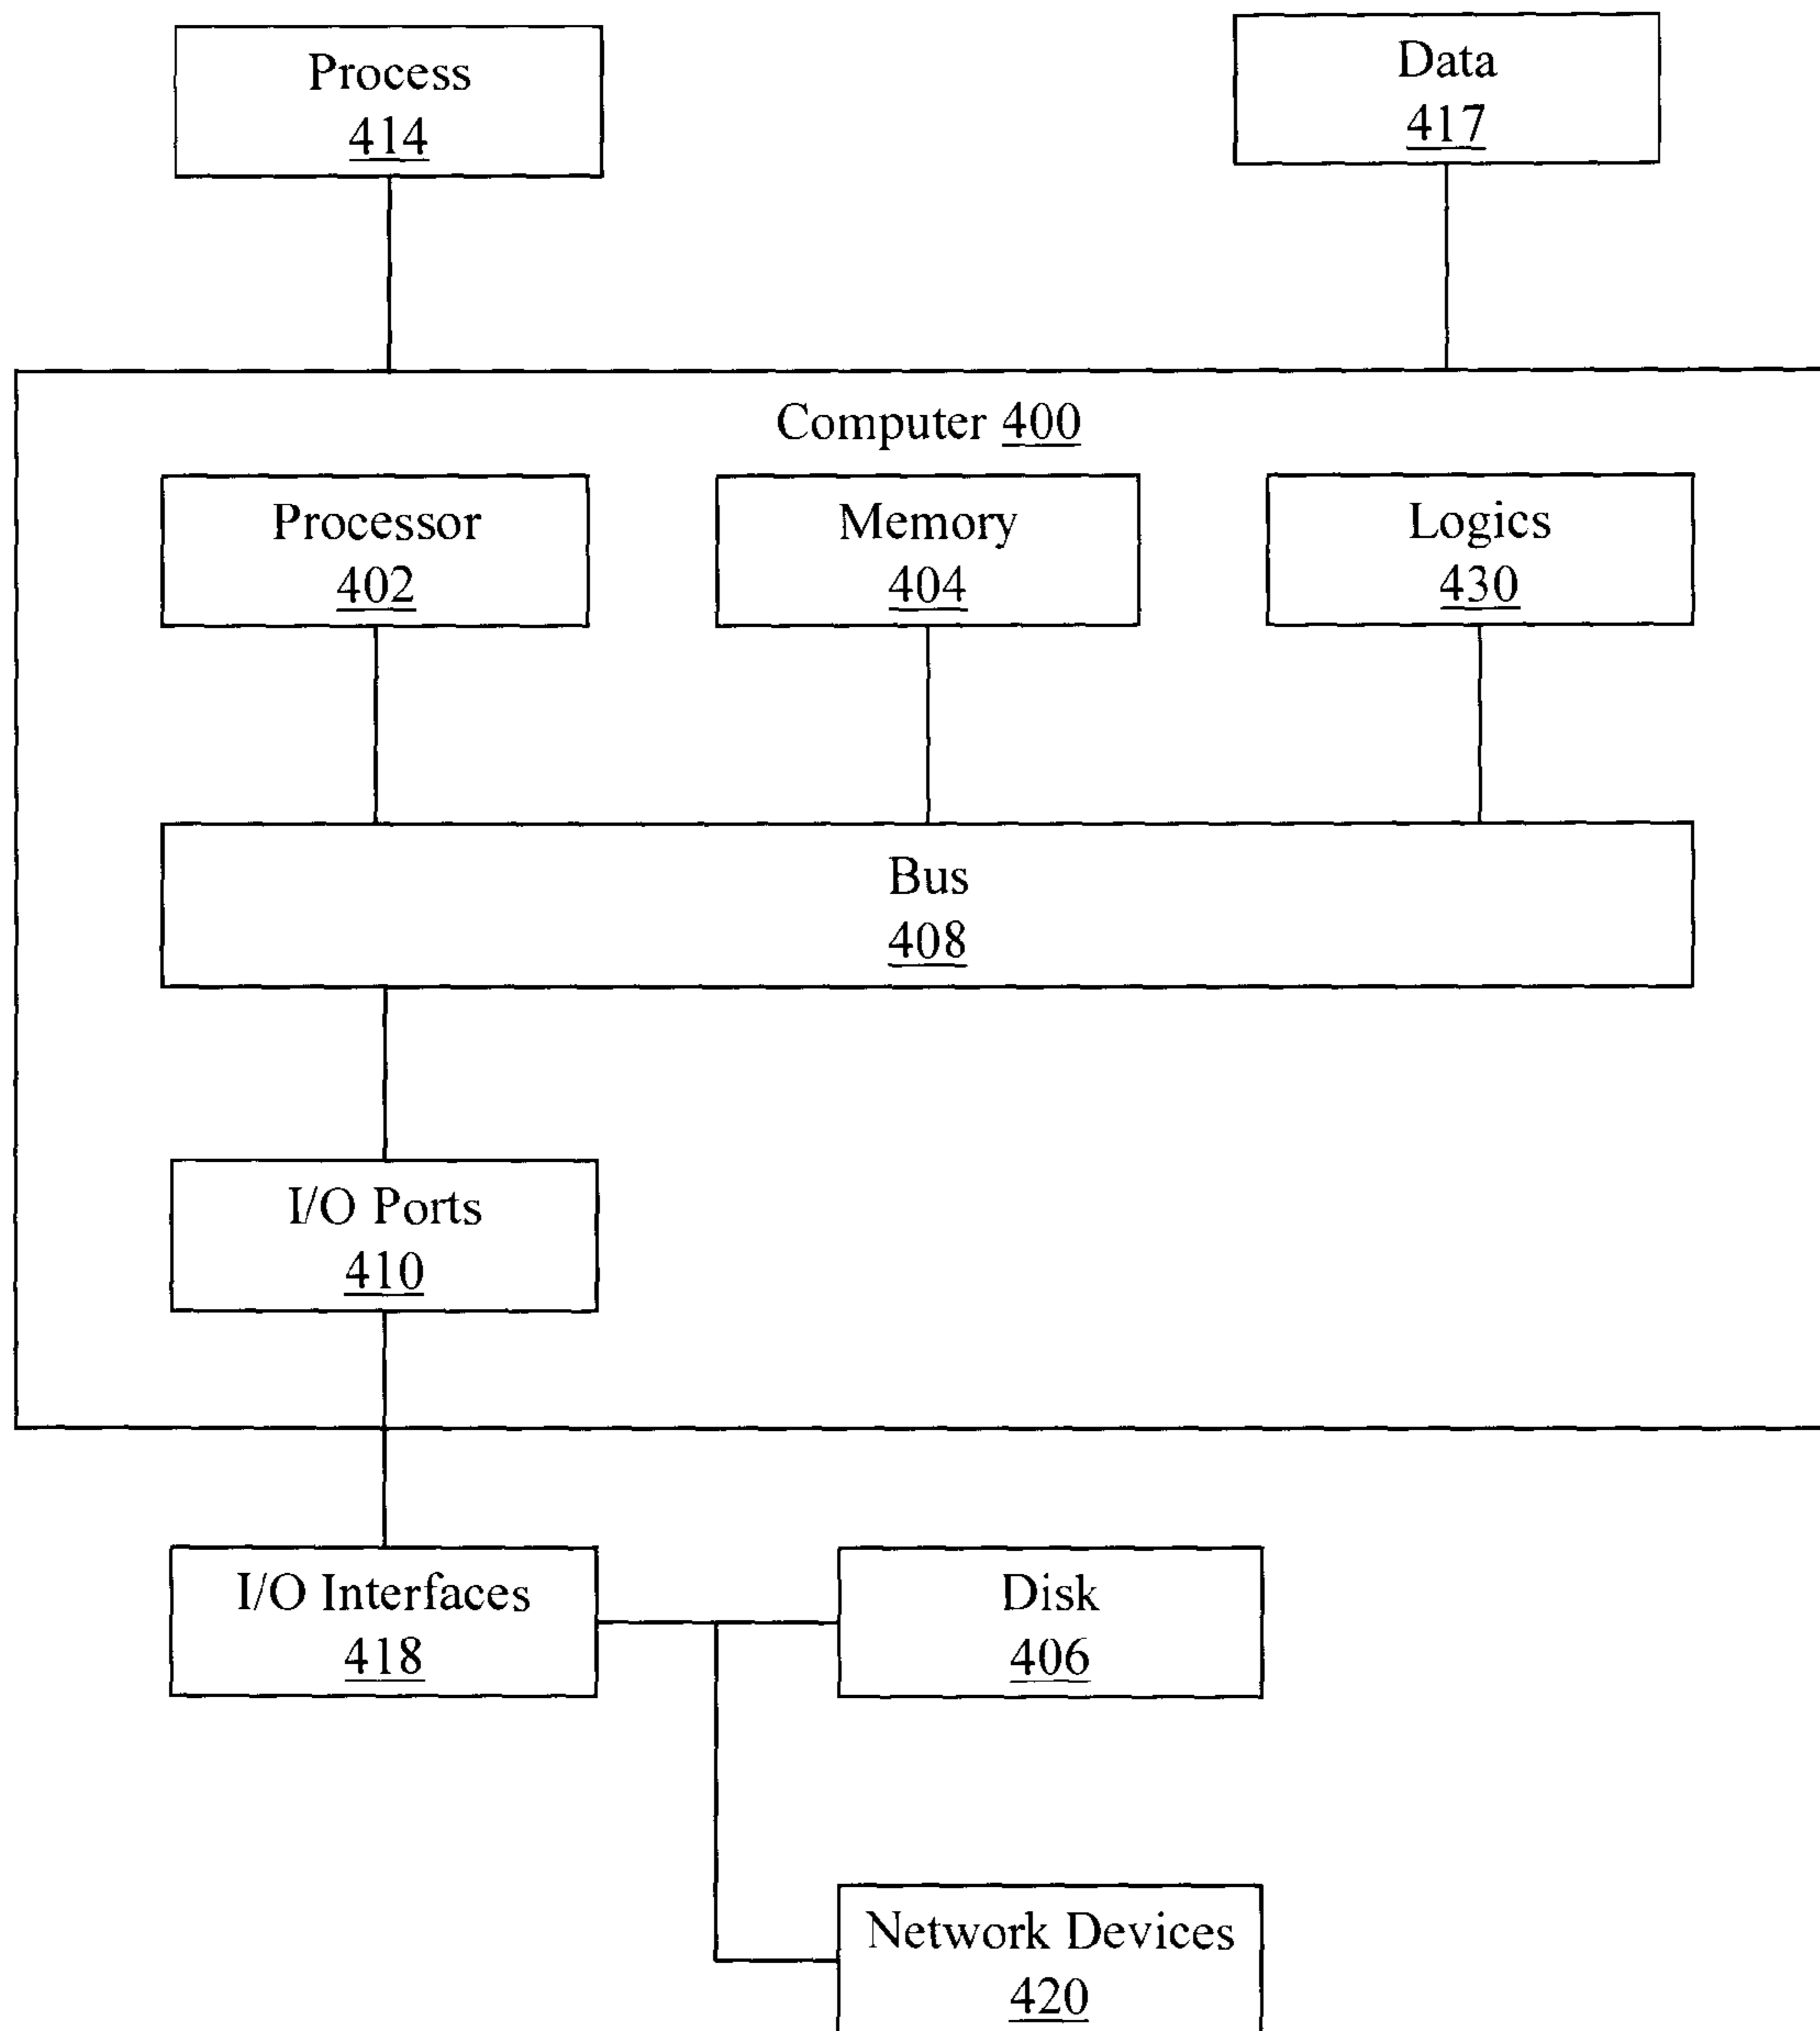 Process
414
Data
417
Computer 400
Processor
402
Memory
404
Logics
430
Bus
408
I/O Ports
410
I/O Interfaces
418
Disk
406
Network Devices
420